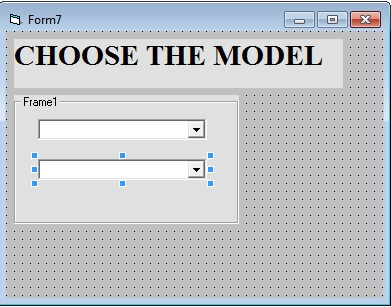 Form7
CHOOSE THE MODEL
Frame1